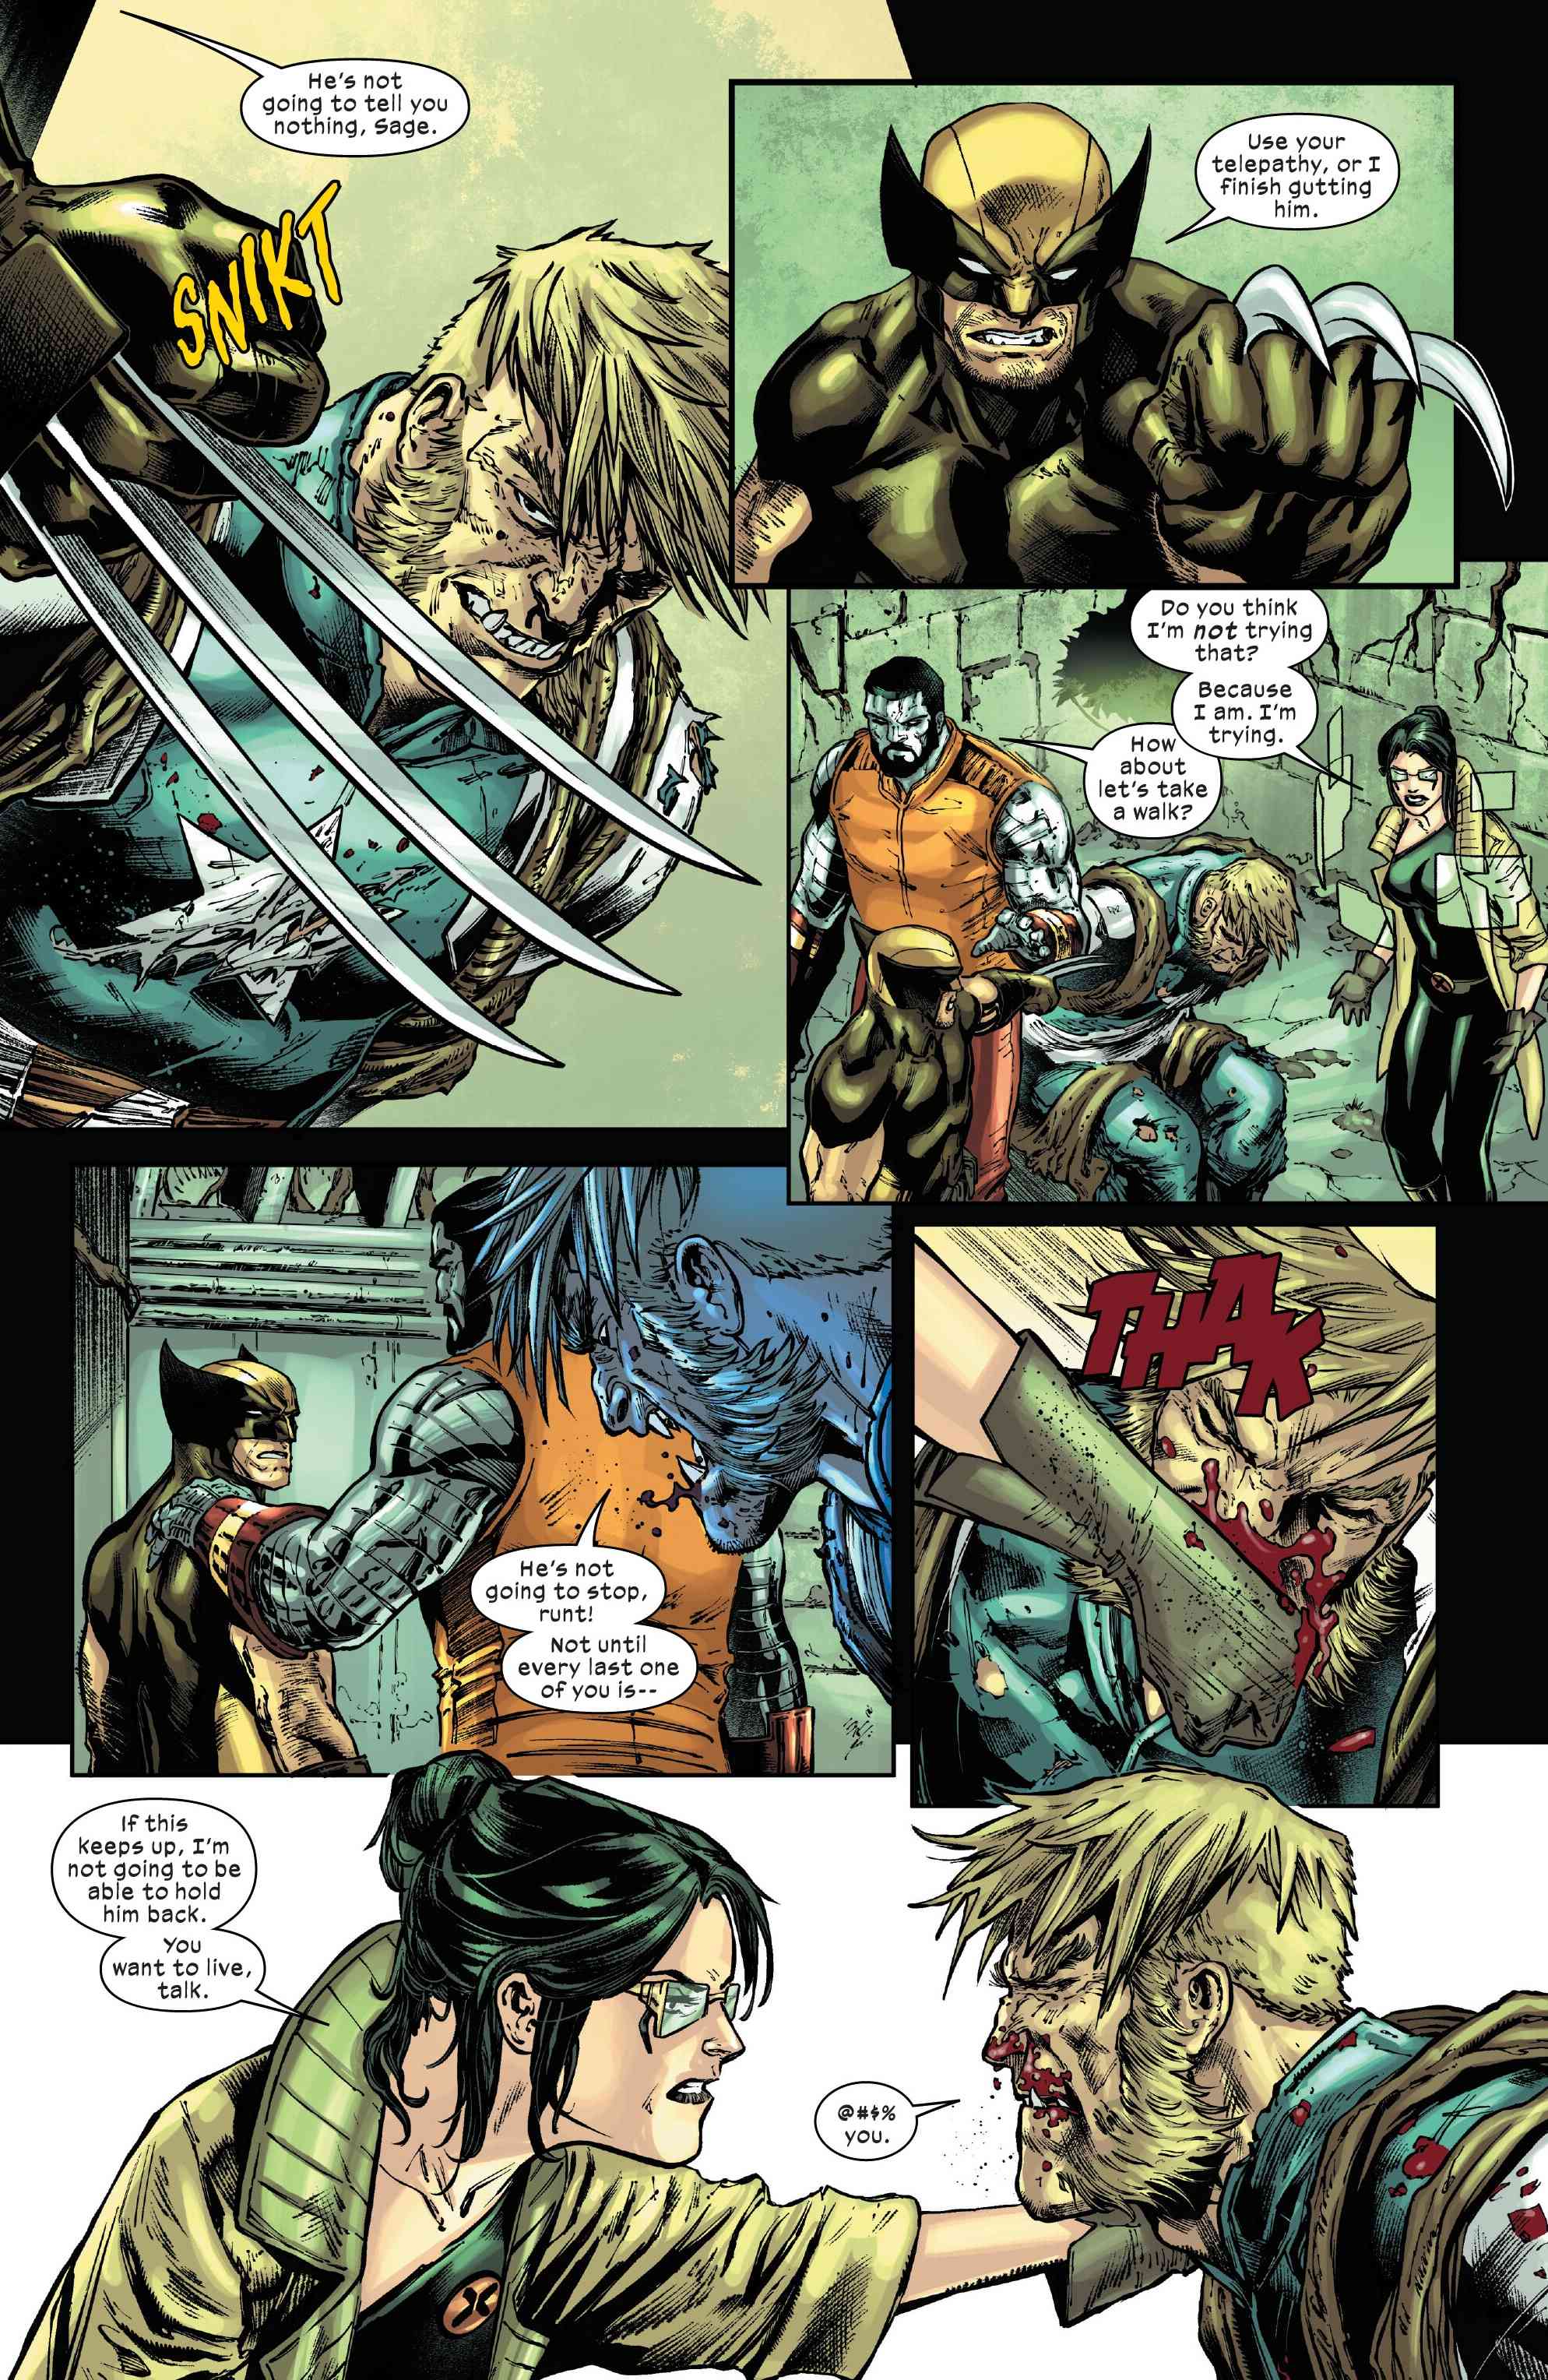 He's not
going to tell you
nothing, Sage.
SNIKT
Use your
telepathy, or I
finish gutting
him.
Do you think
I'm not trying
that?
Because
I am. I'm
trying.
How
about
let's take
a walk?
He's not
going to stop,
runt!
Not until
every last one
of you is--
THAK
If this
keeps up, I'm
not going to be
able to hold
him back.
You
want to live,
talk.
@#$%
you.